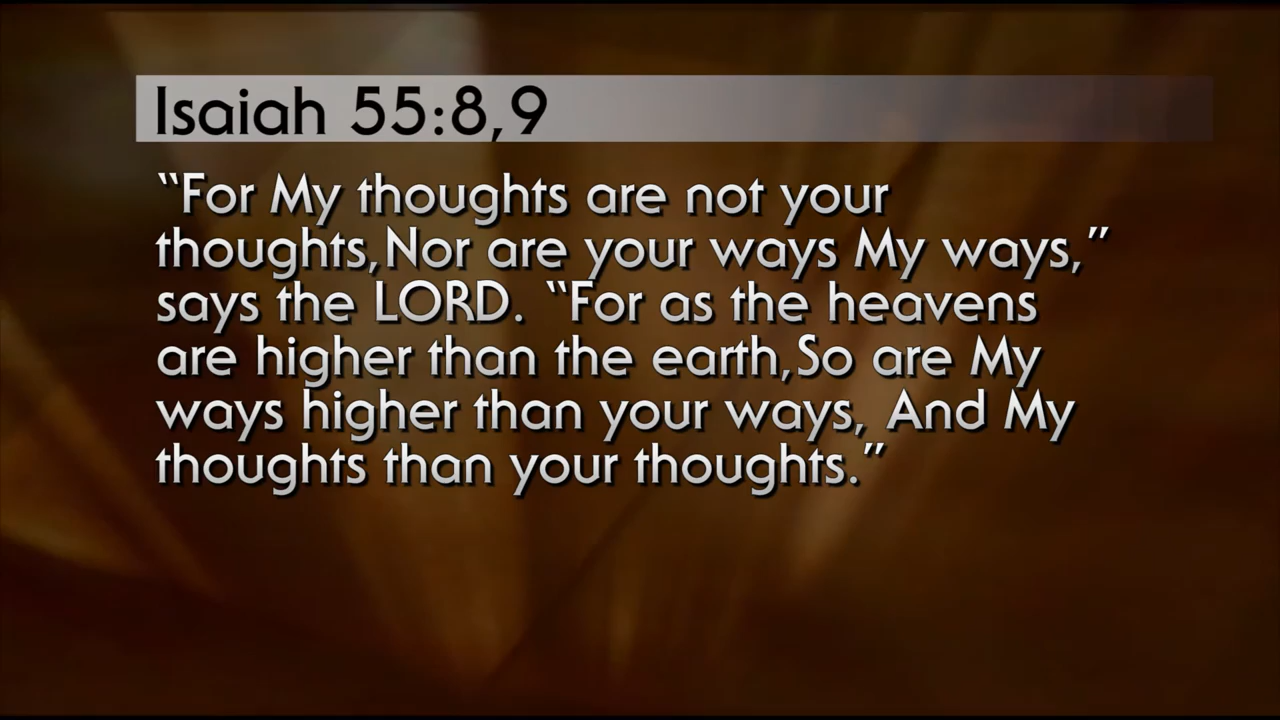 Isaiah 55:8,9
“For My thoughts are not your
thoughts,Nor are your ways My ways,”
says the LORD. “For as the heavens
are higher than the earth,So are My
ways higher than your ways, And My
thoughts than your thoughts.”